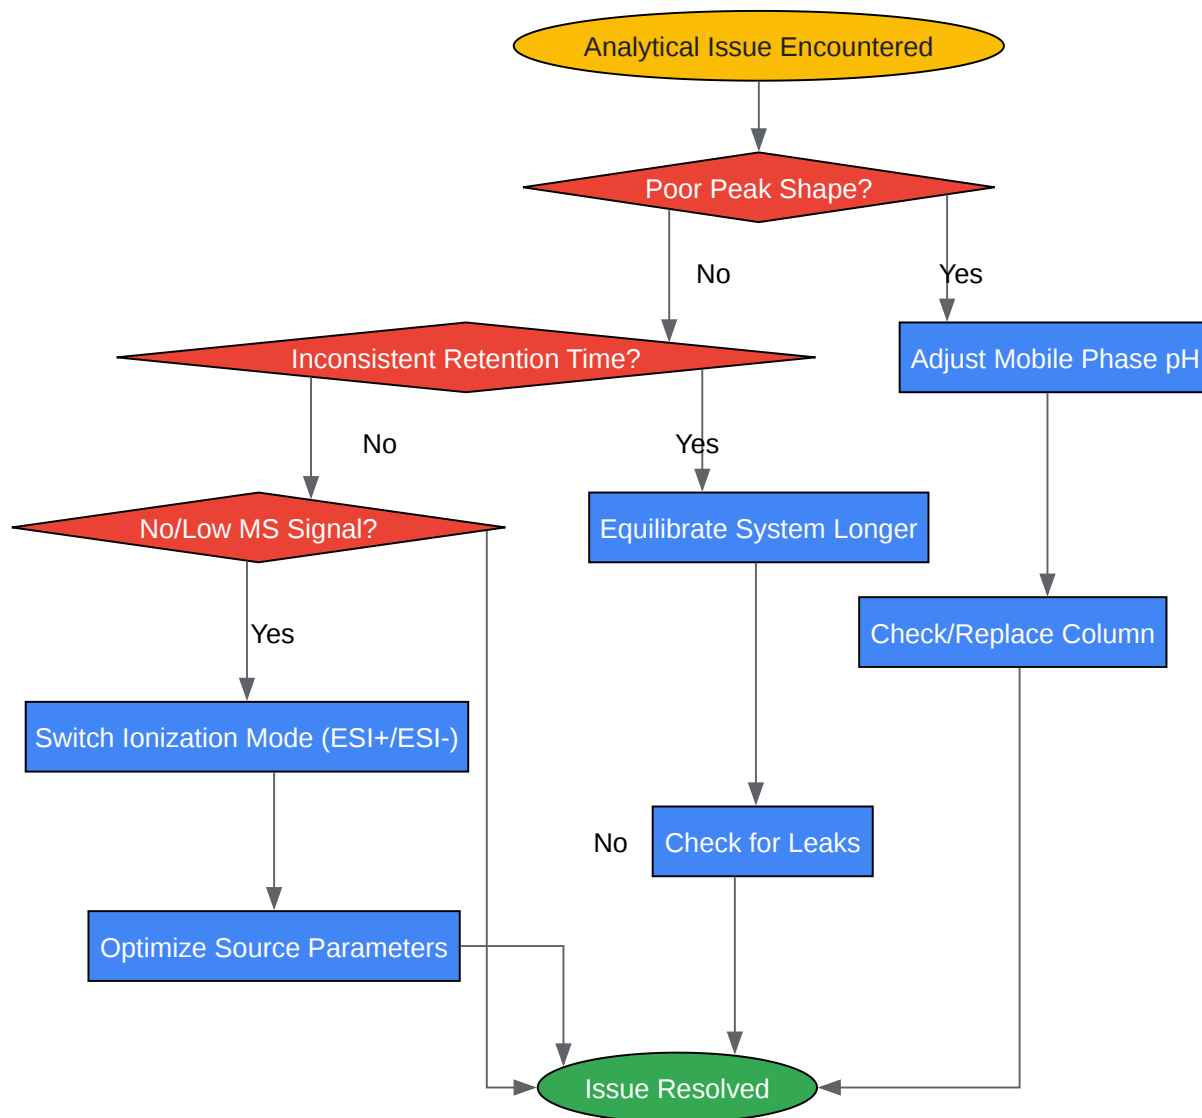 Analytical Issue Encountered
Poor Peak Shape?
No
Yes
Inconsistent Retention Time?
Adjust Mobile Phase pH
No
Yes
No/Low MS Signal?
Equilibrate System Longer
Yes
Check/Replace Column
Switch Ionization Mode (ESI+/ESI-)
No
Check for Leaks
Optimize Source Parameters
Issue Resolved